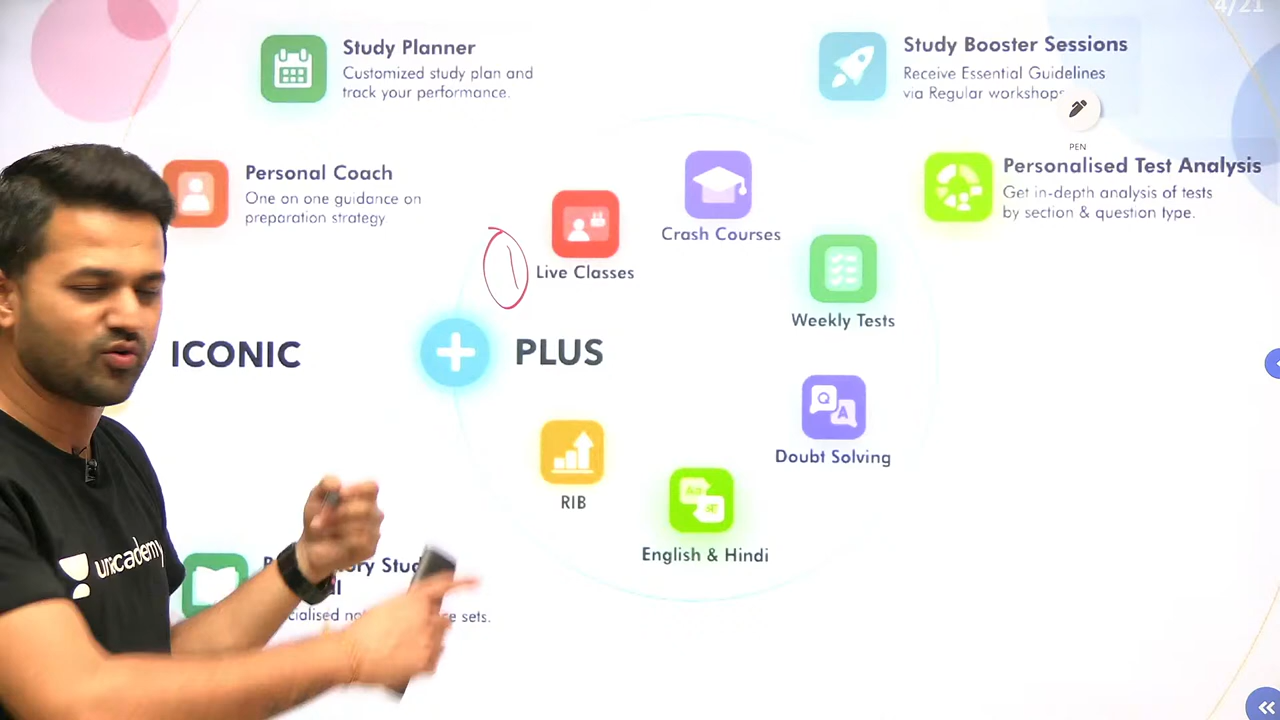 4/21
Study Planner
Customized study plan and
track your performance.
Study Booster Sessions
Receive Essential Guidelines
via Regular workshops
PEN
Personal Coach
One on one guidance on
preparation strategy
Personalised Test Analysis
Get in-depth analysis of tests
by section & question type.
Crash Courses
Live Classes
Weekly Tests
ICONIC
PLUS
Doubt Solving
RIB
English & Hindi
unacademy
sets.